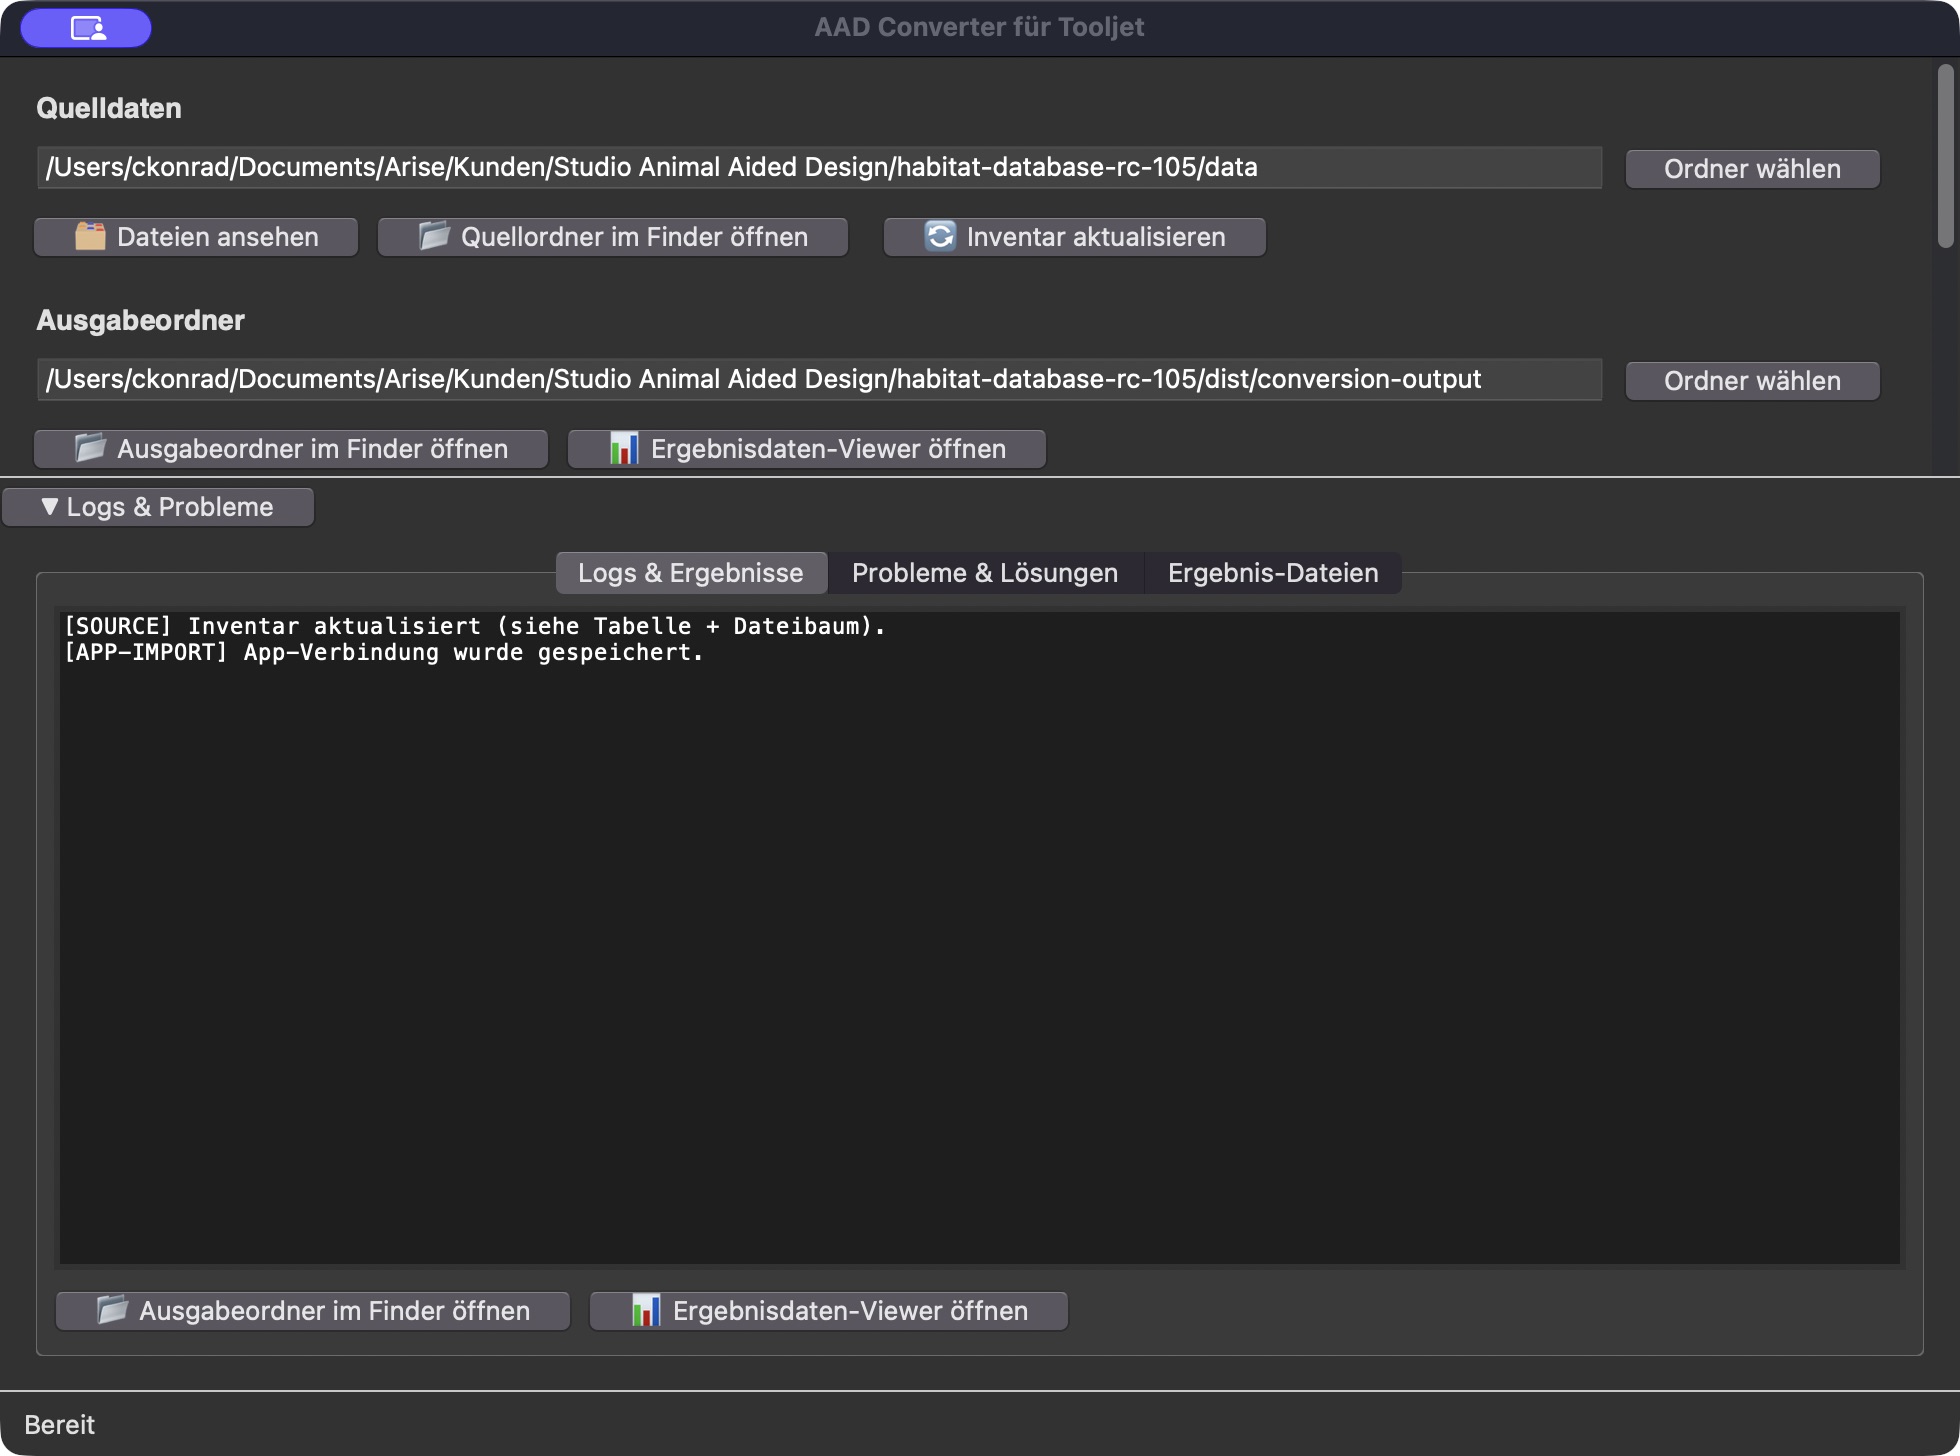 AAD Converter für Tooljet
Quelldaten
/Users/ckonrad/Documents/Arise/Kunden/Studio Animal Aided Design/habitat-database-rc-105/data
Ordner wählen
Dateien ansehen
Quellordner im Finder öffnen
Inventar aktualisieren
Ausgabeordner
/Users/ckonrad/Documents/Arise/Kunden/Studio Animal Aided Design/habitat-database-rc-105/dist/conversion-output
Ordner wählen
Ausgabeordner im Finder öffnen
Ergebnisdaten-Viewer öffnen
▼ Logs & Probleme
Logs & Ergebnisse
Probleme & Lösungen
Ergebnis-Dateien
[SOURCE] Inventar aktualisiert (siehe Tabelle + Dateibaum).
[APP-IMPORT] App-Verbindung wurde gespeichert.
Ausgabeordner im Finder öffnen
Ergebnisdaten-Viewer öffnen
Bereit